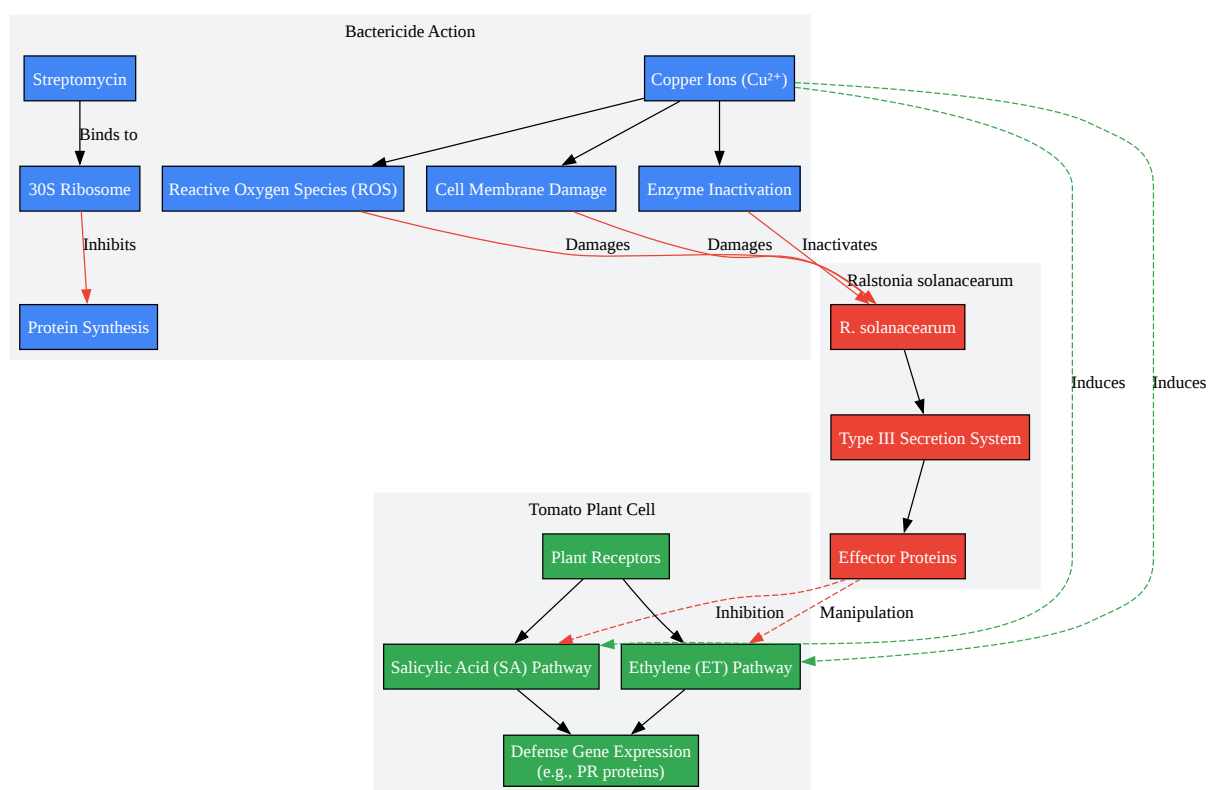 Bactericide Action
Streptomycin
Copper Ions (Cu²⁺)
Binds to
30S Ribosome
Reactive Oxygen Species (ROS)
Cell Membrane Damage
Enzyme Inactivation
Inhibits
Damages
Damages
Inactivates
Ralstonia solanacearum
Protein Synthesis
R. solanacearum
Induces
Induces
Type III Secretion System
Tomato Plant Cell
Plant Receptors
Effector Proteins
Inhibition
Manipulation
Salicylic Acid (SA) Pathway
Ethylene (ET) Pathway
Defense Gene Expression
(e.g., PR proteins)